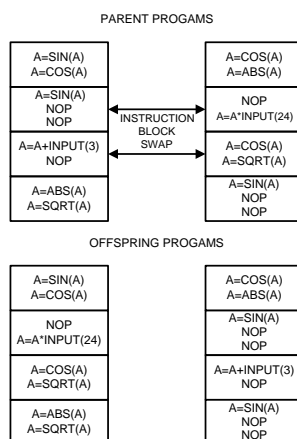 PARENT PROGAMS
A=SIN(A)
A=COS(A)
A=SIN(A)
NOP
NOP
A=A+INPUT(3)
NOP
A=ABS(A)
A=SQRT(A)
INSTRUCTION
BLOCK
SWAP
A=COS(A)
A=ABS(A)
NOP
A=A*INPUT(24)
A=COS(A)
A=SQRT(A)
A=SIN(A)
NOP
NOP
OFFSPRING PROGAMS
A=SIN(A)
A=COS(A)
NOP
A=A*INPUT(24)
A=COS(A)
A=SQRT(A)
A=ABS(A)
A=SQRT(A)
A=COS(A)
A=ABS(A)
A=SIN(A)
NOP
NOP
A=A+INPUT(3)
NOP
A=SIN(A)
NOP
NOP